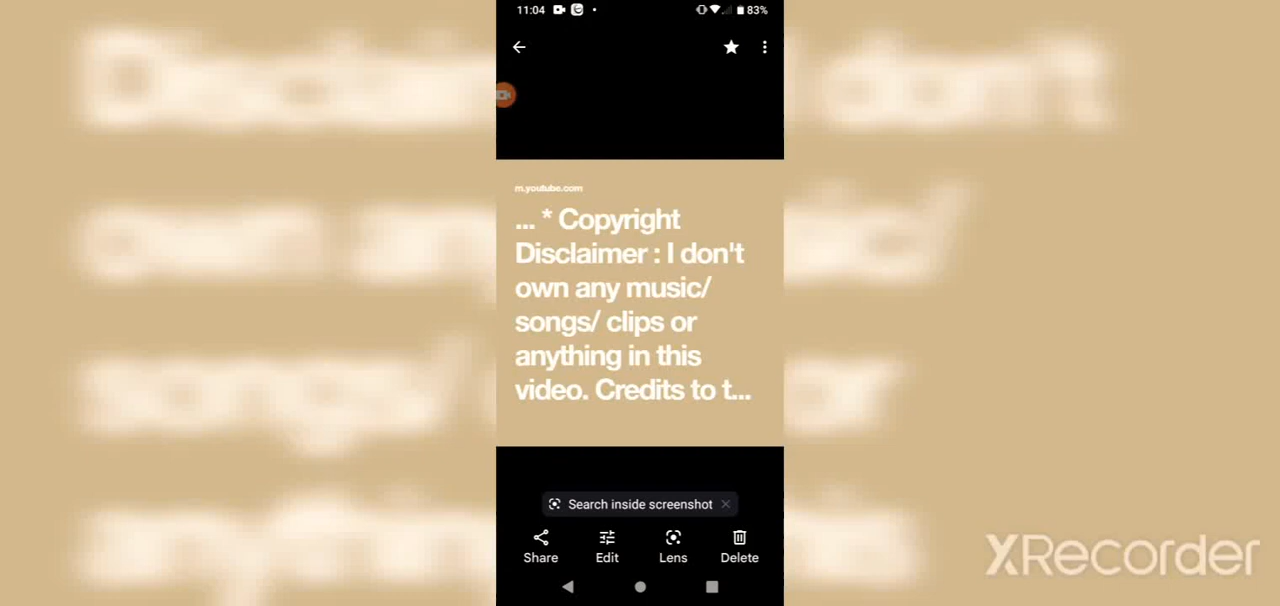 11:04
83%
m.youtube.com
... * Copyright
Disclaimer : I don't
own any music/
songs/ clips or
anything in this
video. Credits to t...
Search inside screenshot
Share Edit Lens Delete
XRecorder